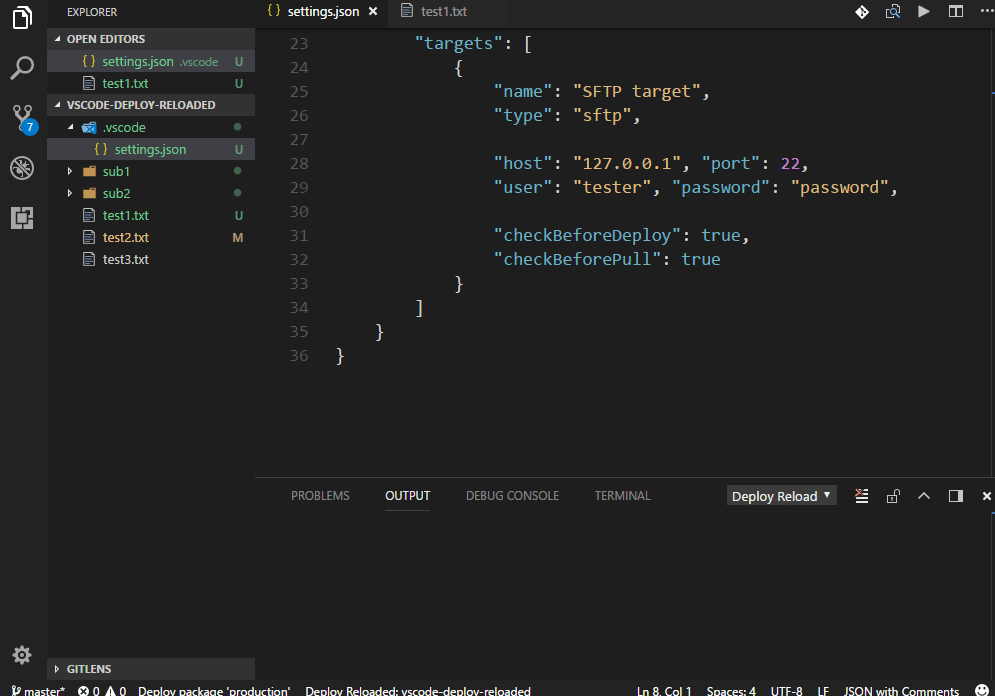 EXPLORER
OPEN EDITORS
{ } settings.json .vscode U
test1.txt U
VSCODE-DEPLOY-RELOADED
.vscode
{ } settings.json U
sub1
sub2
test1.txt U
test2.txt M
test3.txt
7
GITLENS
{ } settings.json ×
test1.txt
23 "targets": [
24 {
25 "name": "SFTP target",
26 "type": "sftp",
27
28 "host": "127.0.0.1", "port": 22,
29 "user": "tester", "password": "password",
30
31 "checkBeforeDeploy": true,
32 "checkBeforePull": true
33 }
34 ]
35 }
36 }
PROBLEMS OUTPUT DEBUG CONSOLE TERMINAL Deploy Reload
master* 0 0 Deploy package 'production' Deploy Reloaded: vscode-deploy-reloaded Ln 8, Col 1 Spaces: 4 UTF-8 LF JSON with Comments